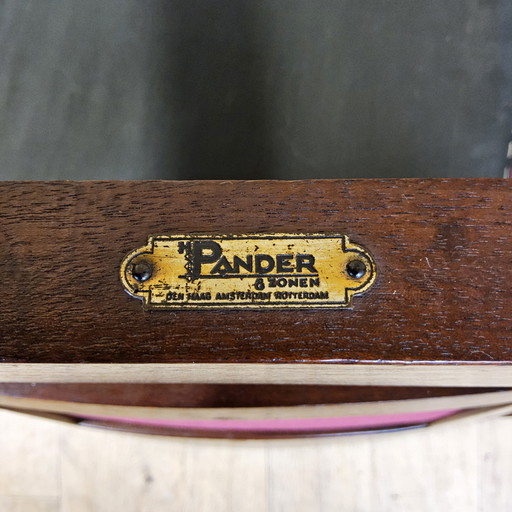 H PANDER
& ZONEN
DEN HAAG AMSTERDAM ROTTERDAM